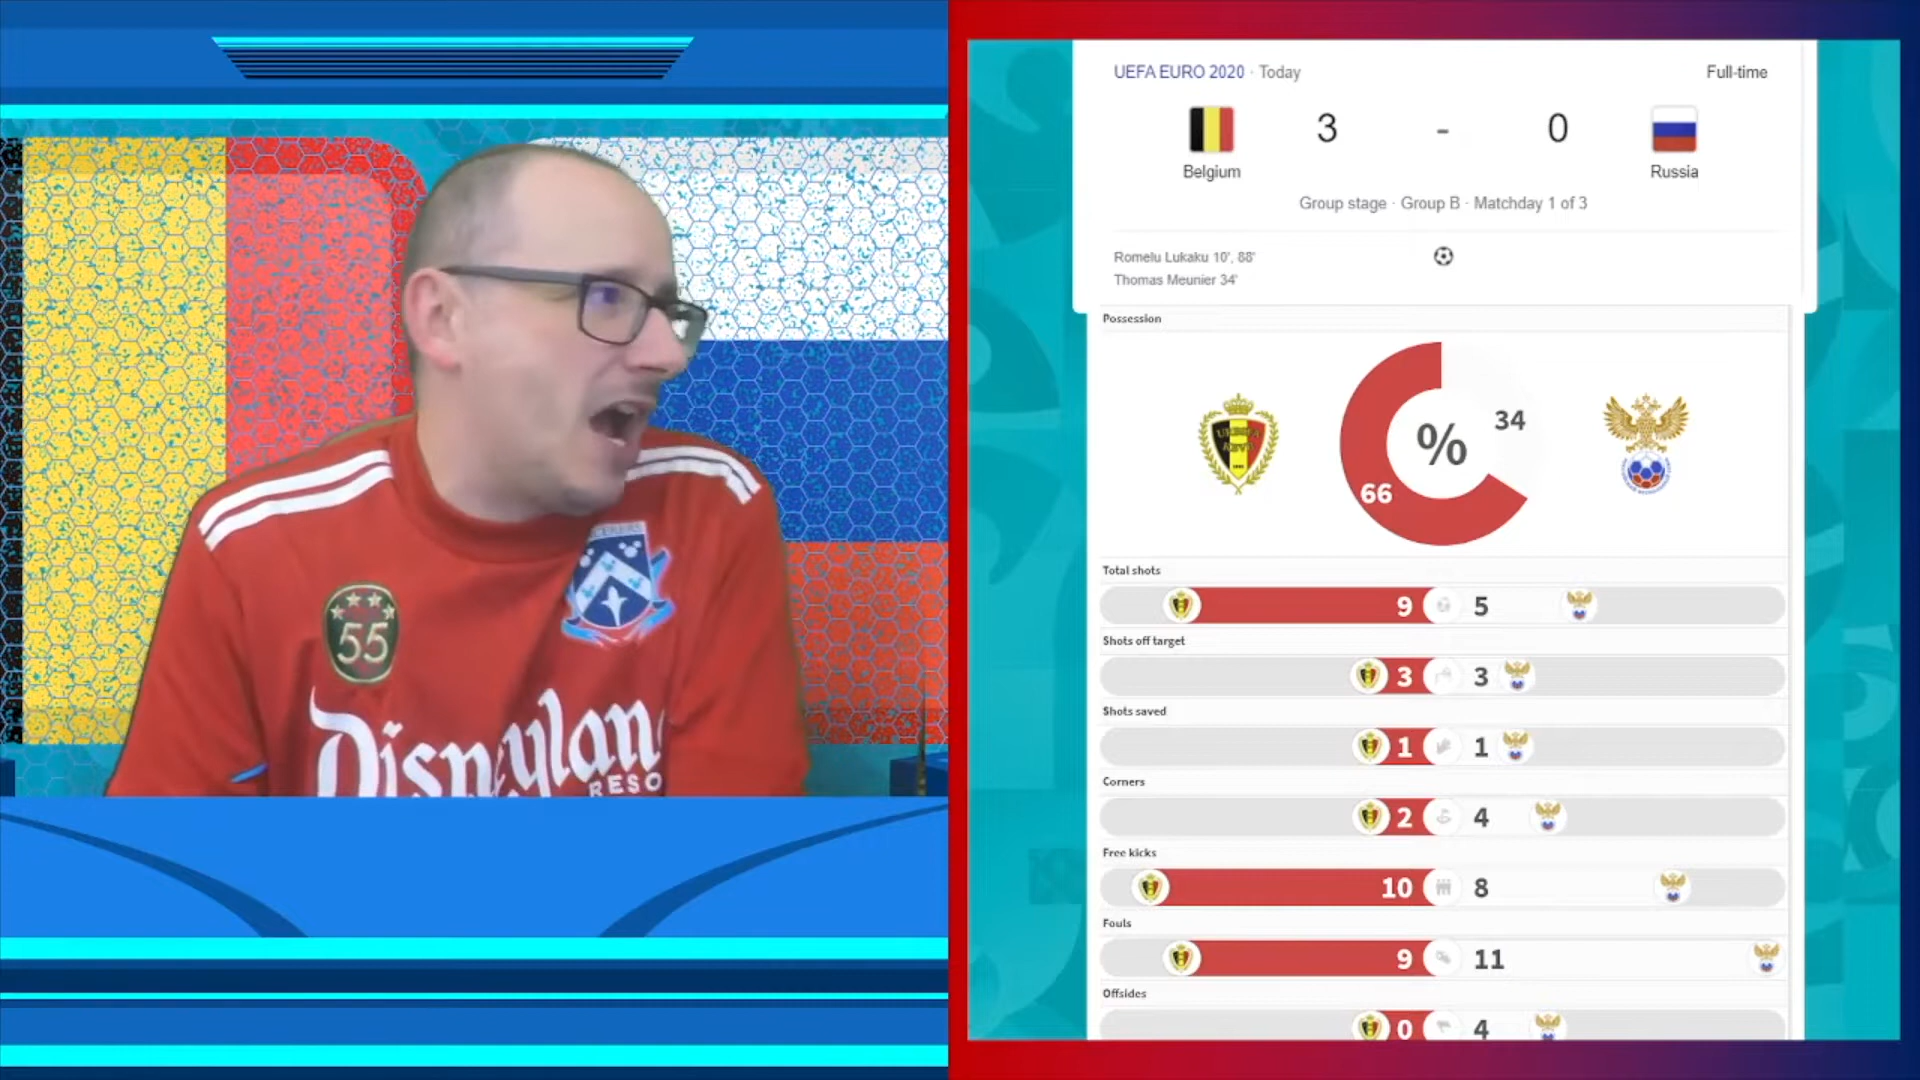 UEFA EURO 2020 · Today
Full-time
3 - 0
Belgium
Russia
Group stage · Group B · Matchday 1 of 3
Romelu Lukaku 10', 88'
Thomas Meunier 34'
Possession
34
%
66
Total shots
9 5
Shots off target
3 3
Shots saved
1 1
Corners
2 4
Free kicks
10 8
Fouls
9 11
Offsides
0 4
55
Disneylan
RESO